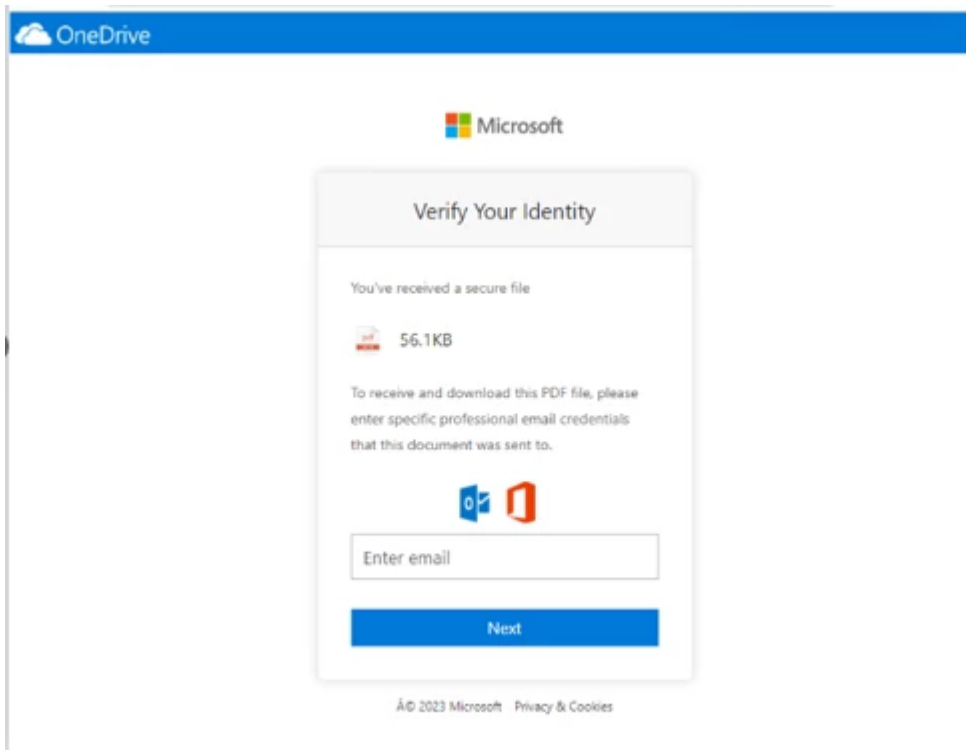 OneDrive
Microsoft
Verify Your Identity
You've received a secure file
pdf
56.1KB
To receive and download this PDF file, please
enter specific professional email credentials
that this document was sent to.
Enter email
Next
Â© 2023 Microsoft Privacy & Cookies